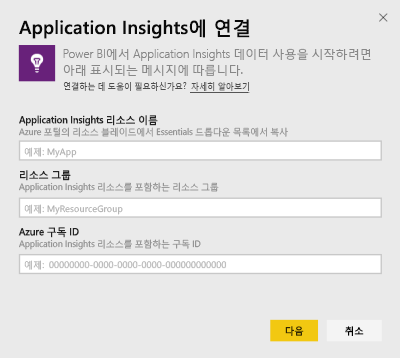 Application Insights에 연결
Power BI에서 Application Insights 데이터 사용을 시작하려면
아래 표시되는 메시지에 따릅니다.
연결하는 데 도움이 필요하신가요? 자세히 알아보기
Application Insights 리소스 이름
Azure 포털의 리소스 블레이드에서 Essentials 드롭다운 목록에서 복사
예제: MyApp
리소스 그룹
Application Insights 리소스를 포함하는 리소스 그룹
예제: MyResourceGroup
Azure 구독 ID
Application Insights 리소스를 포함하는 구독 ID
예제: 00000000-0000-0000-0000-000000000000
다음 취소